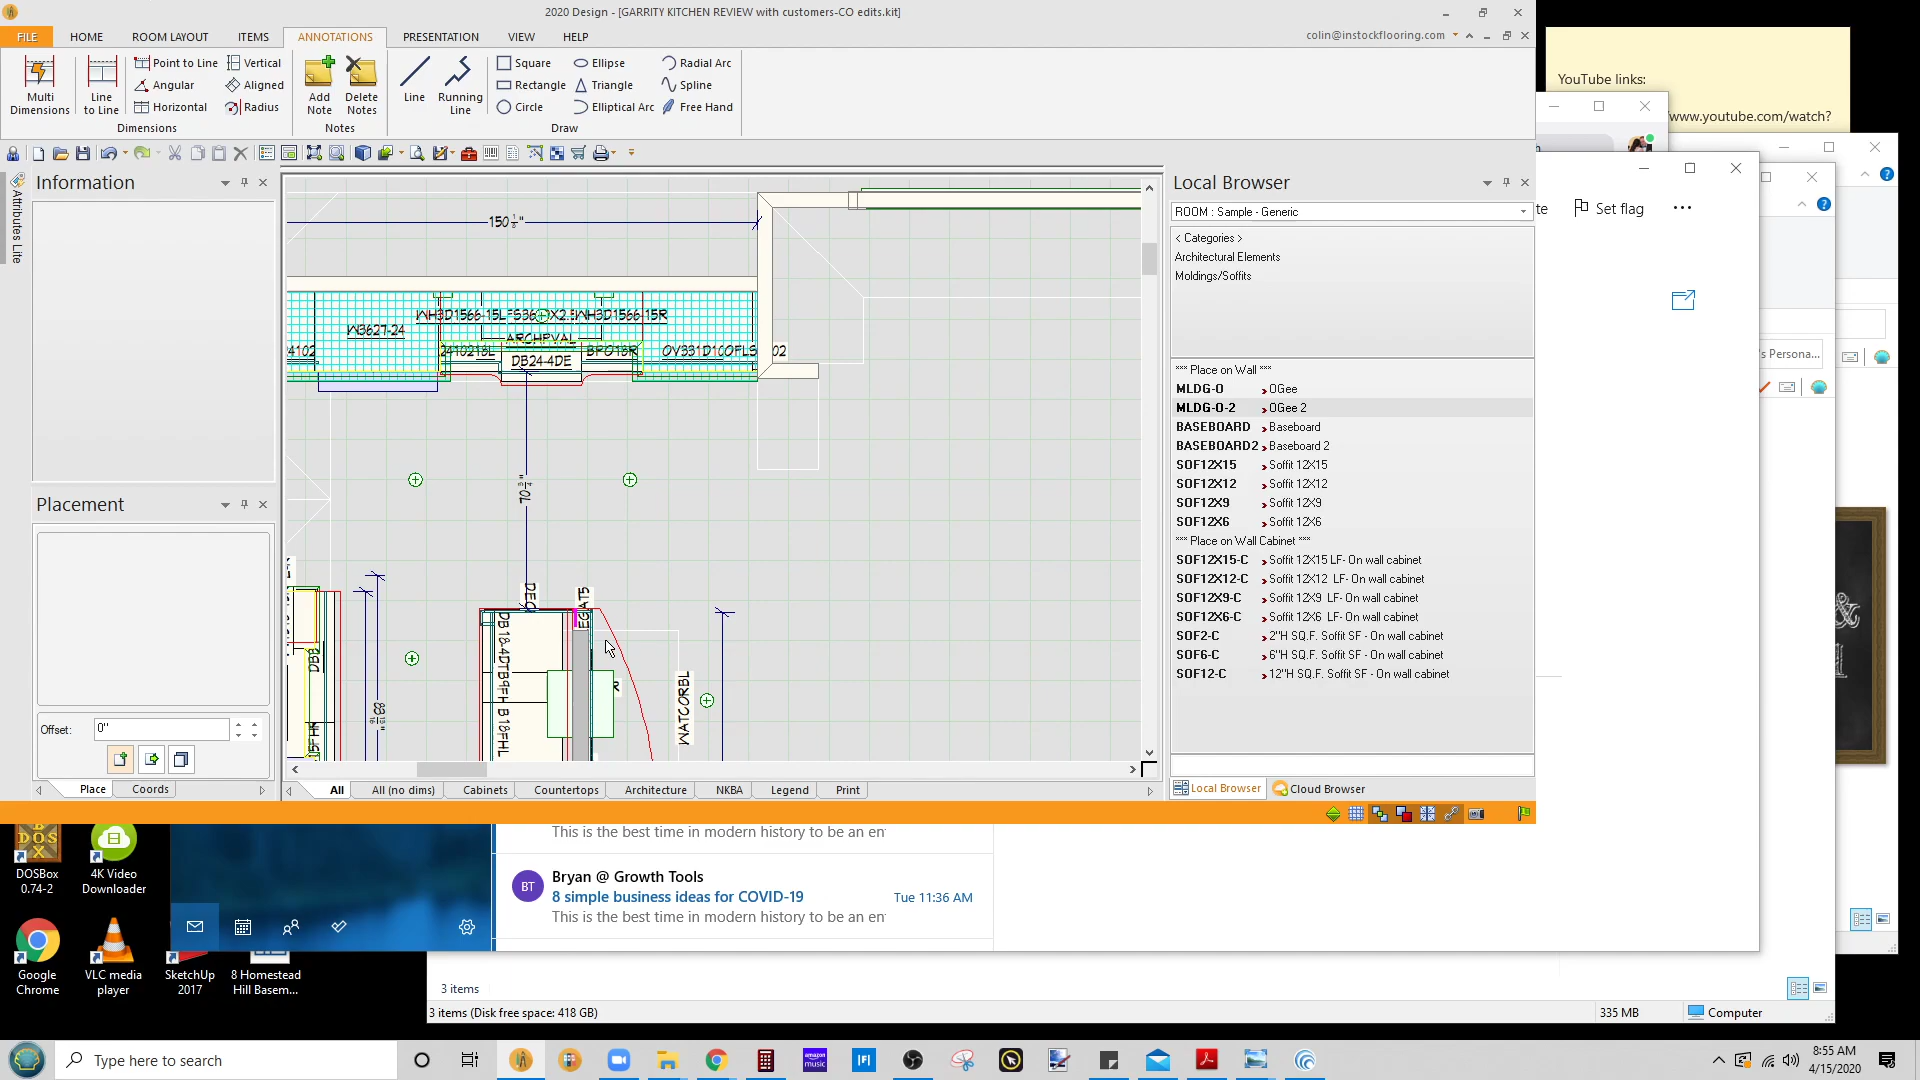 2020 Design - [GARRITY KITCHEN REVIEW with customers-CO edits.kit]
FILE HOME ROOM LAYOUT ITEMS ANNOTATIONS PRESENTATION VIEW HELP
colin@instockflooring.com
Multi Dimensions
Line to Line
Point to Line
Angular
Horizontal
Vertical
Aligned
Radius
Dimensions
Add Note
Delete Notes
Notes
Line
Running Line
Square
Rectangle
Circle
Ellipse
Triangle
Elliptical Arc
Radial Arc
Spline
Free Hand
Draw
Attributes Lite
Information
Placement
Offset: 0"
Place Coords
W3627-24
DB24-4DE
WATCORBL
All All (no dims) Cabinets Countertops Architecture NKBA Legend Print
Local Browser
ROOM : Sample - Generic
< Categories >
Architectural Elements
Moldings/Soffits
*** Place on Wall ***
MLDG-O OGee
MLDG-O-2 OGee 2
BASEBOARD Baseboard
BASEBOARD2 Baseboard 2
SOF12X15 Soffit 12X15
SOF12X12 Soffit 12X12
SOF12X9 Soffit 12X9
SOF12X6 Soffit 12X6
*** Place on Wall Cabinet ***
SOF12X15-C Soffit 12X15 LF- On wall cabinet
SOF12X12-C Soffit 12X12 LF- On wall cabinet
SOF12X9-C Soffit 12X9 LF- On wall cabinet
SOF12X6-C Soffit 12X6 LF- On wall cabinet
SOF2-C 2"H SQ.F. Soffit SF - On wall cabinet
SOF6-C 6"H SQ.F. Soffit SF - On wall cabinet
SOF12-C 12"H SQ.F. Soffit SF - On wall cabinet
Local Browser Cloud Browser
YouTube links:
www.youtube.com/watch?
te Set flag
's Persona...
&
This is the best time in modern history to be an en
BT
Bryan @ Growth Tools
8 simple business ideas for COVID-19 Tue 11:36 AM
This is the best time in modern history to be an en
DOSBox 0.74-2
4K Video Downloader
Google Chrome
VLC media player
SketchUp 2017
8 Homestead Hill Basem...
3 items
3 items (Disk free space: 418 GB)
335 MB Computer
Type here to search
amazon music
8:55 AM
4/15/2020